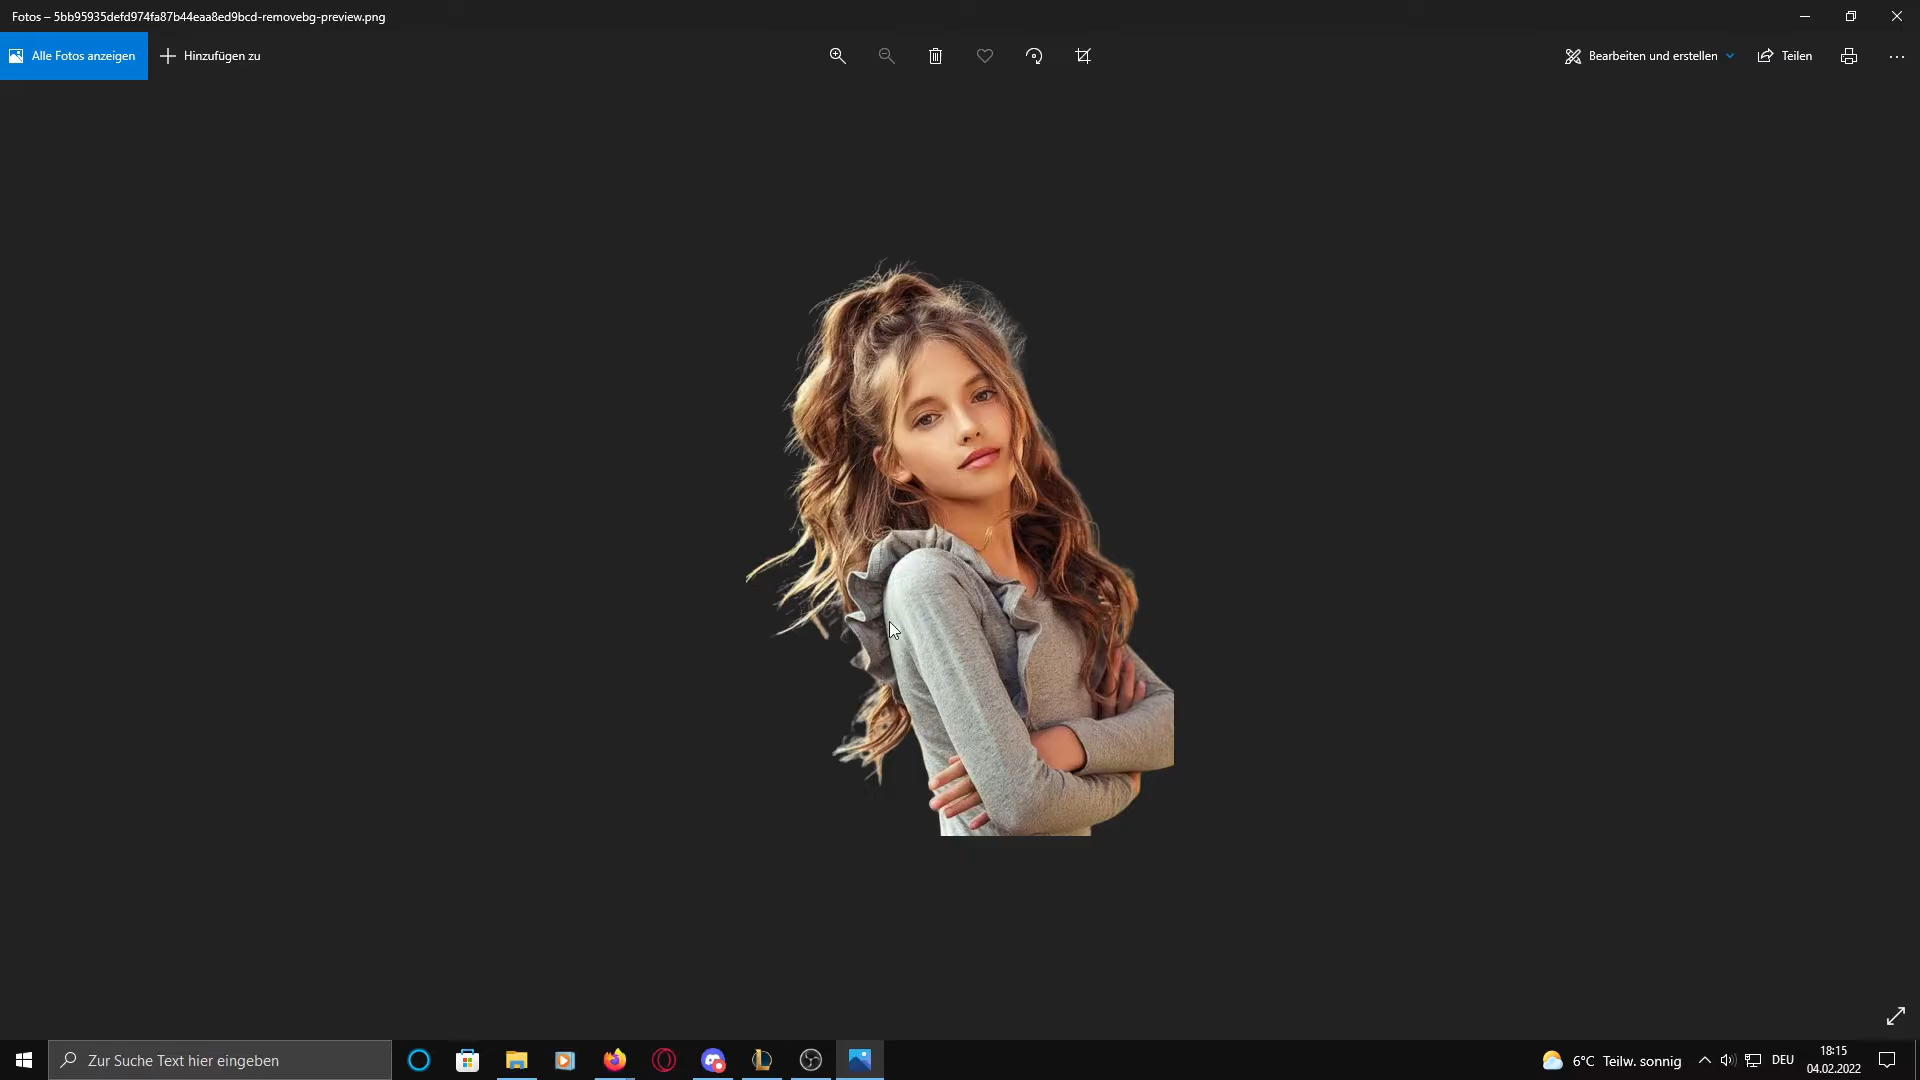 Fotos – 5bb95935defd974fa87b44eaa8ed9bcd-removebg-preview.png
Alle Fotos anzeigen
Hinzufügen zu
Bearbeiten und erstellen
Teilen
Zur Suche Text hier eingeben
6°C Teilw. sonnig
DEU
18:15
04.02.2022